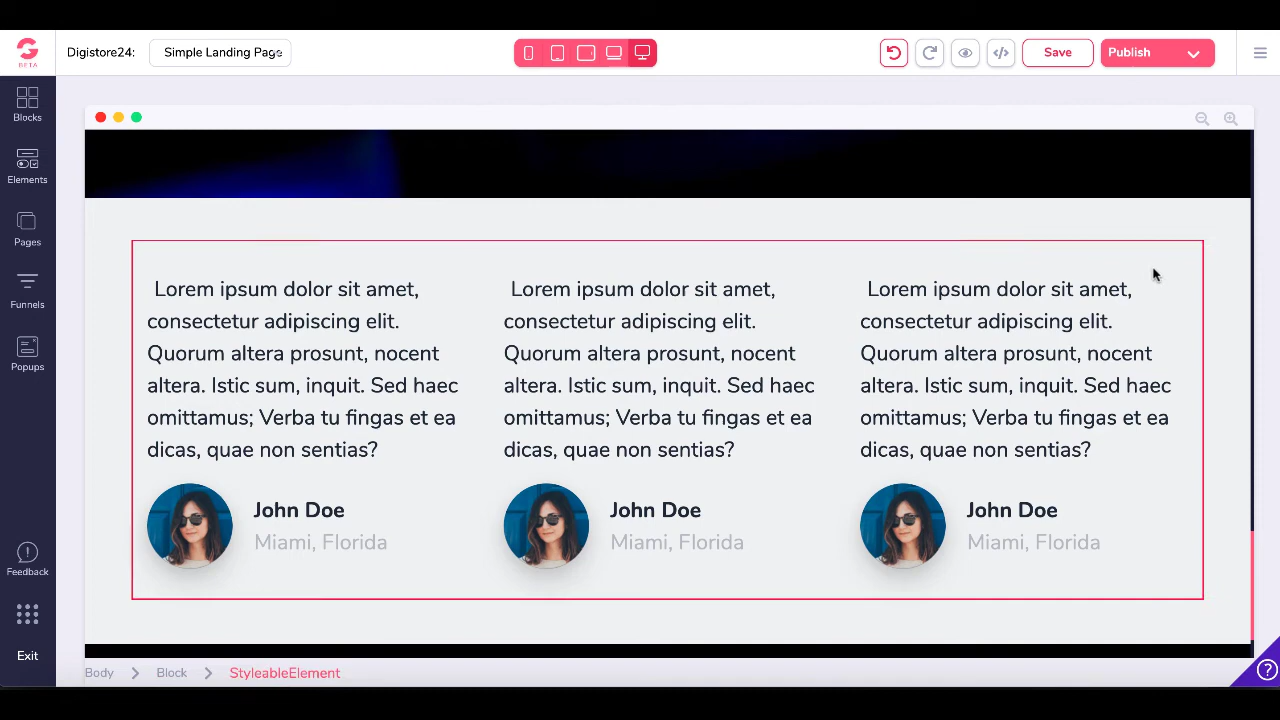 BETA
Digistore24:
Simple Landing Page
Save
Publish
Blocks
Elements
Pages
Funnels
Popups
Feedback
Exit
Lorem ipsum dolor sit amet,
consectetur adipiscing elit.
Quorum altera prosunt, nocent
altera. Istic sum, inquit. Sed haec
omittamus; Verba tu fingas et ea
dicas, quae non sentias?
John Doe
Miami, Florida
Lorem ipsum dolor sit amet,
consectetur adipiscing elit.
Quorum altera prosunt, nocent
altera. Istic sum, inquit. Sed haec
omittamus; Verba tu fingas et ea
dicas, quae non sentias?
John Doe
Miami, Florida
Lorem ipsum dolor sit amet,
consectetur adipiscing elit.
Quorum altera prosunt, nocent
altera. Istic sum, inquit. Sed haec
omittamus; Verba tu fingas et ea
dicas, quae non sentias?
John Doe
Miami, Florida
Body
Block
StyleableElement